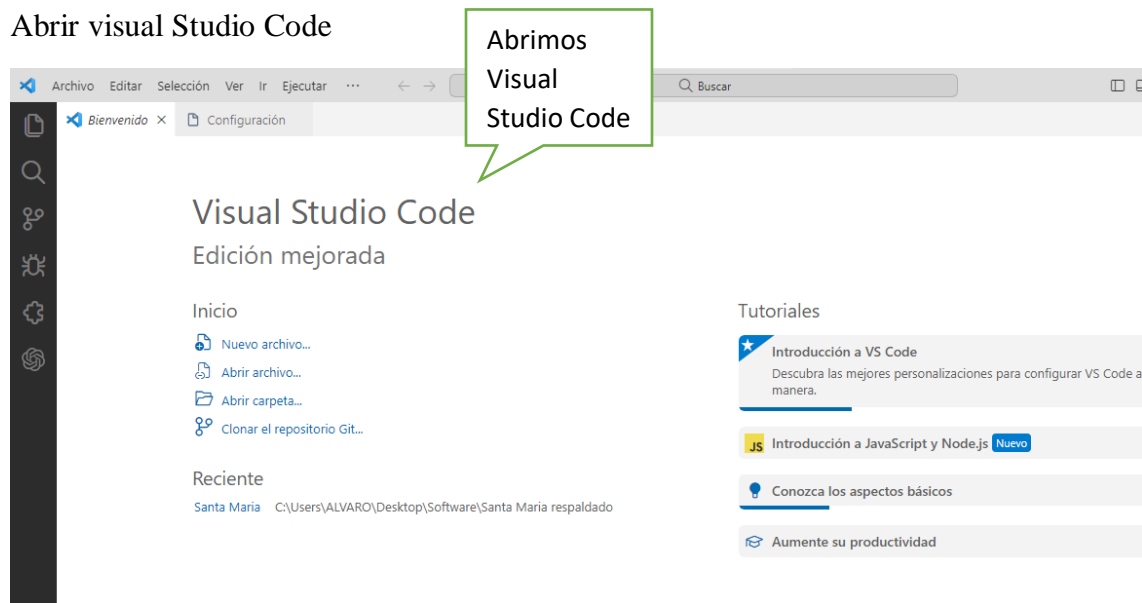 Abrir visual Studio Code
Abrimos
Visual
Studio Code
Archivo Editar Selección Ver Ir Ejecutar ··· Buscar
Bienvenido Configuración
Visual Studio Code
Edición mejorada
Inicio
Nuevo archivo...
Abrir archivo...
Abrir carpeta...
Clonar el repositorio Git...
Reciente
Santa Maria C:\Users\ALVARO\Desktop\Software\Santa Maria respaldado
Tutoriales
Introducción a VS Code
Descubra las mejores personalizaciones para configurar VS Code a
manera.
JS Introducción a JavaScript y Node.js Nuevo
Conozca los aspectos básicos
Aumente su productividad